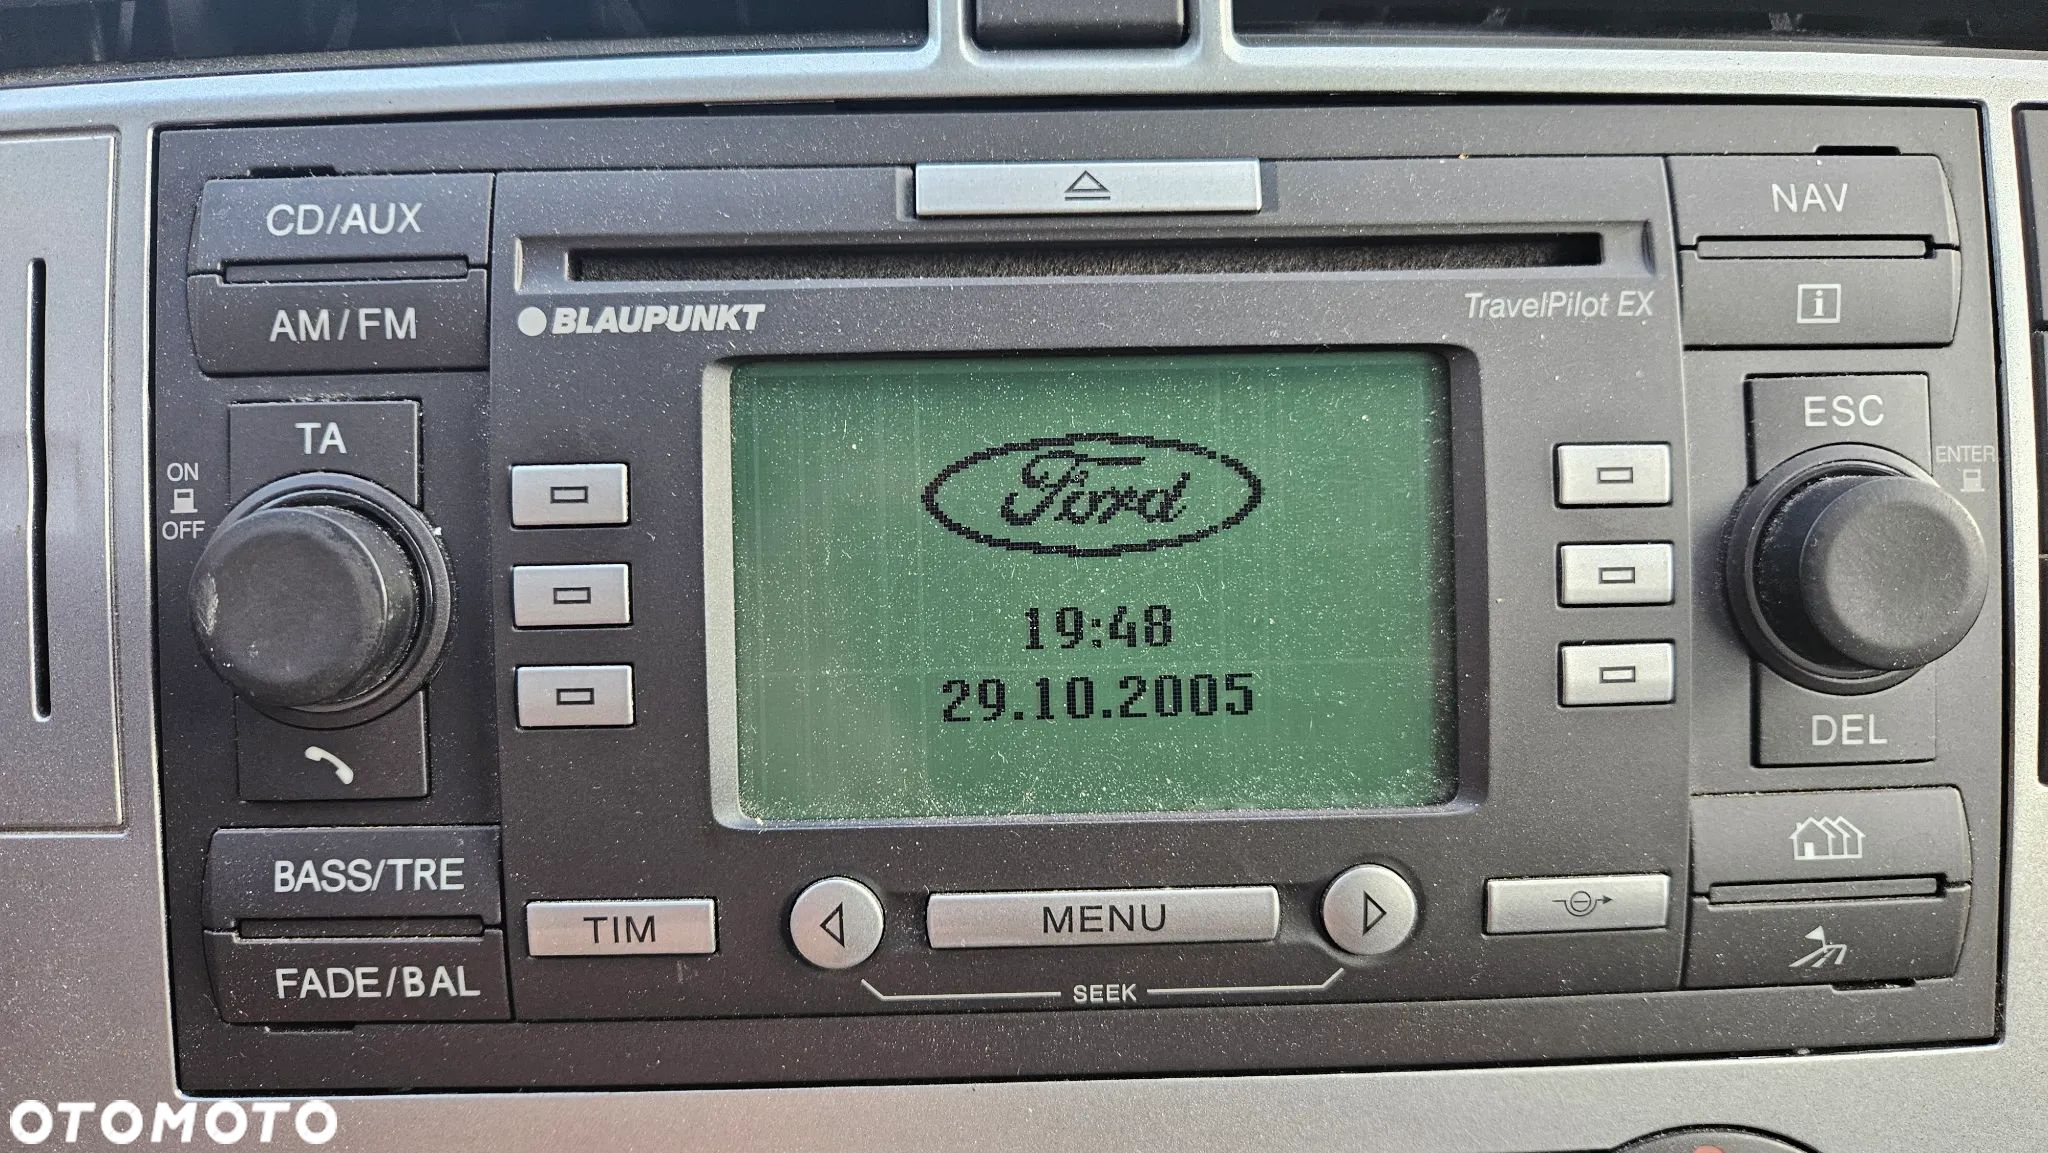 CD/AUX
AM/FM
BLAUPUNKT
TravelPilot EX
NAV
i
TA
ON
OFF
ESC
ENTER
Ford
19:48
29.10.2005
DEL
BASS/TRE
FADE/BAL
TIM
MENU
SEEK
OTOMOTO